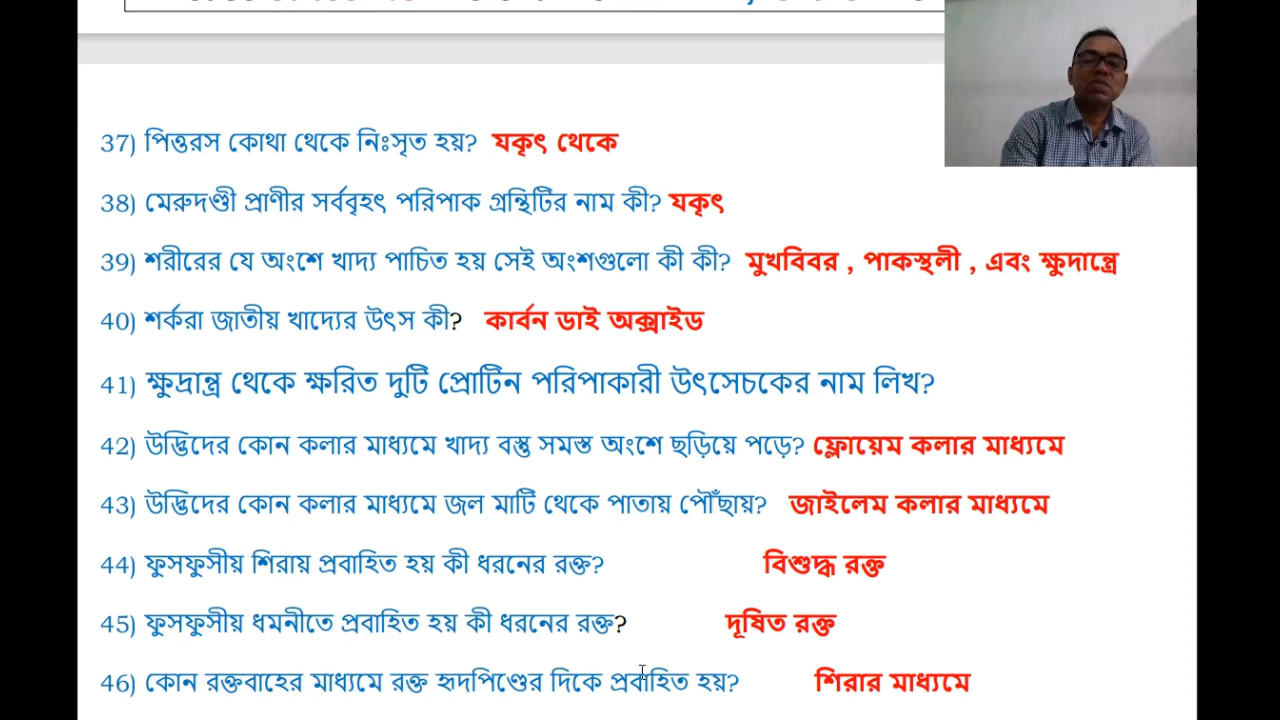 37) পিত্তরস কোথা থেকে নিঃসৃত হয়? যকৃৎ থেকে
38) মেরুদণ্ডী প্রাণীর সর্ববৃহৎ পরিপাক গ্রন্থিটির নাম কী? যকৃৎ
39) শরীরের যে অংশে খাদ্য পাচিত হয় সেই অংশগুলো কী কী? মুখবিবর , পাকস্থলী , এবং ক্ষুদান্ত্রে
40) শর্করা জাতীয় খাদ্যের উৎস কী? কার্বন ডাই অক্সাইড
41) ক্ষুদ্রান্ত্র থেকে ক্ষরিত দুটি প্রোটিন পরিপাকারী উৎসেচকের নাম লিখ?
42) উদ্ভিদের কোন কলার মাধ্যমে খাদ্য বস্তু সমস্ত অংশে ছড়িয়ে পড়ে? ফ্লোয়েম কলার মাধ্যমে
43) উদ্ভিদের কোন কলার মাধ্যমে জল মাটি থেকে পাতায় পৌঁছায়? জাইলেম কলার মাধ্যমে
44) ফুসফুসীয় শিরায় প্রবাহিত হয় কী ধরনের রক্ত? বিশুদ্ধ রক্ত
45) ফুসফুসীয় ধমনীতে প্রবাহিত হয় কী ধরনের রক্ত? দূষিত রক্ত
46) কোন রক্তবাহের মাধ্যমে রক্ত হৃদপিণ্ডের দিকে প্রবাহিত হয়? শিরার মাধ্যমে